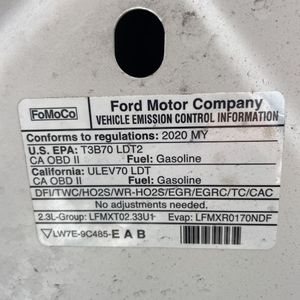 FoMoCo
Ford Motor Company
VEHICLE EMISSION CONTROL INFORMATION
Conforms to regulations: 2020 MY
U.S. EPA: T3B70 LDT2
CA OBD II Fuel: Gasoline
California: ULEV70 LDT
CA OBD II Fuel: Gasoline
DFI/TWC/HO2S/WR-HO2S/EGR/EGRC/TC/CAC
No adjustments needed.
2.3L-Group: LFMXT02.33U1 Evap: LFMXR0170NDF
LW7E-9C485-E A B